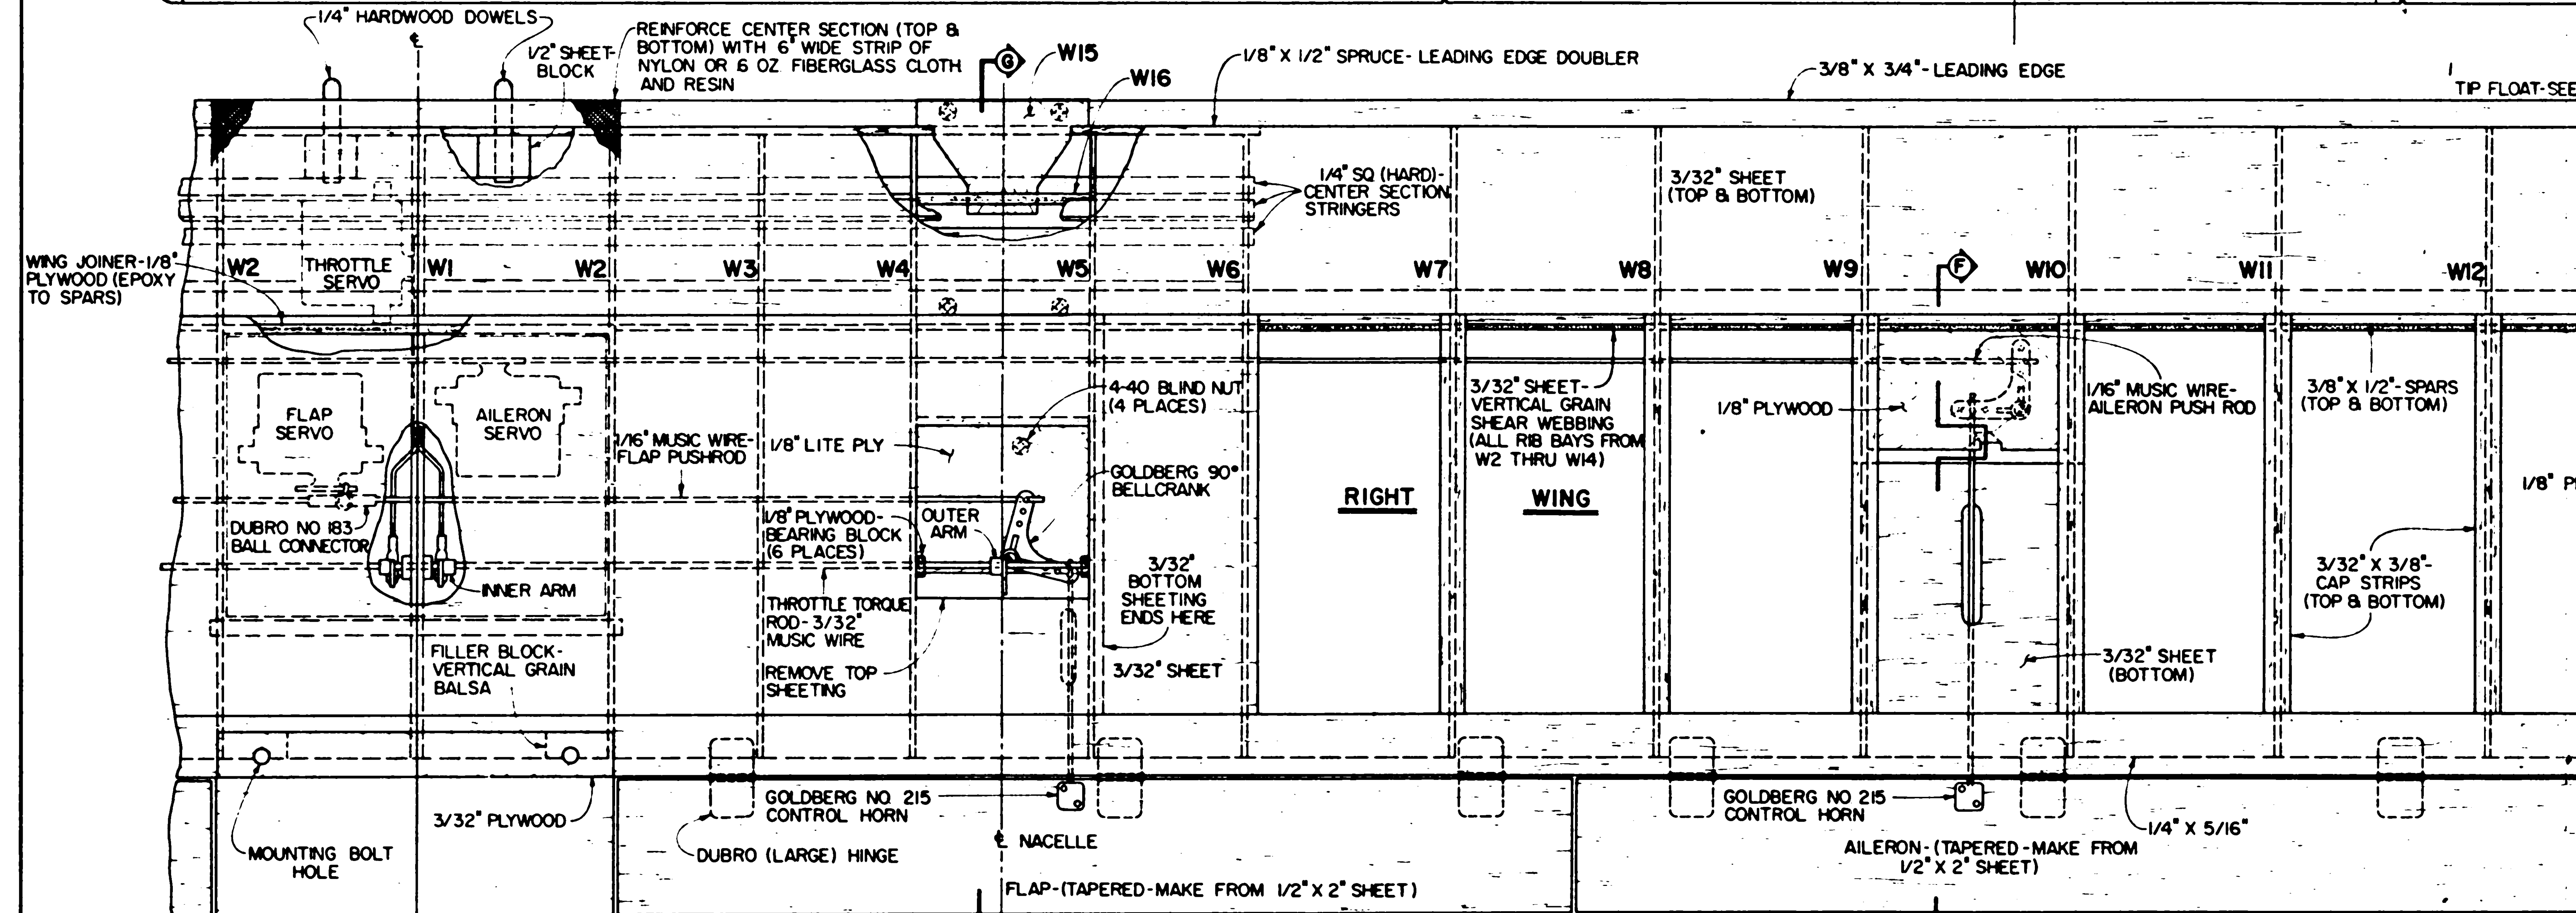 1/4" HARDWOOD DOWELS
℄
1/2" SHEET-
BLOCK
REINFORCE CENTER SECTION (TOP &
BOTTOM) WITH 6" WIDE STRIP OF
NYLON OR 6 OZ. FIBERGLASS CLOTH
AND RESIN
G
W15
W16
1/8" X 1/2" SPRUCE- LEADING EDGE DOUBLER
3/8" X 3/4"- LEADING EDGE
TIP FLOAT-SEE
1/4" SQ (HARD)-
CENTER SECTION
STRINGERS
3/32" SHEET
(TOP & BOTTOM)
WING JOINER-1/8"
PLYWOOD (EPOXY
TO SPARS)
W2
THROTTLE
SERVO
W1
W2
W3
W4
W5
W6
W7
W8
W9
F
W10
W11
W12
FLAP
SERVO
AILERON
SERVO
1/16" MUSIC WIRE-
FLAP PUSHROD
1/8" LITE PLY
4-40 BLIND NUT
(4 PLACES)
GOLDBERG 90°
BELLCRANK
3/32" SHEET-
VERTICAL GRAIN
SHEAR WEBBING
(ALL RIB BAYS FROM
W2 THRU W14)
1/8" PLYWOOD
1/16" MUSIC WIRE-
AILERON PUSH ROD
3/8" X 1/2"-SPARS
(TOP & BOTTOM)
RIGHT WING
1/8" P
DUBRO NO 183
BALL CONNECTOR
1/8" PLYWOOD-
BEARING BLOCK
(6 PLACES)
OUTER
ARM
INNER ARM
THROTTLE TORQUE
ROD- 3/32"
MUSIC WIRE
3/32"
BOTTOM
SHEETING
ENDS HERE
3/32" X 3/8"-
CAP STRIPS
(TOP & BOTTOM)
FILLER BLOCK-
VERTICAL GRAIN
BALSA
REMOVE TOP
SHEETING
3/32" SHEET
3/32" SHEET
(BOTTOM)
3/32" PLYWOOD
GOLDBERG NO. 215
CONTROL HORN
GOLDBERG NO 215
CONTROL HORN
1/4" X 5/16"
MOUNTING BOLT
HOLE
DUBRO (LARGE) HINGE
℄ NACELLE
AILERON-(TAPERED-MAKE FROM
1/2" X 2" SHEET)
FLAP-(TAPERED-MAKE FROM 1/2" X 2" SHEET)